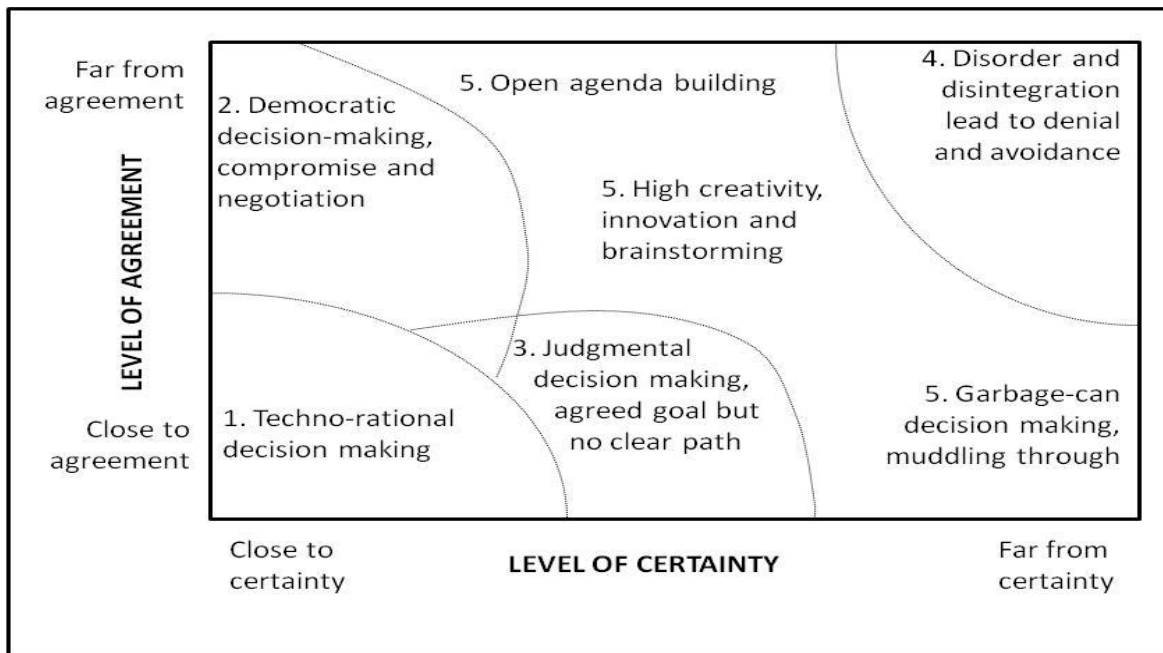 Far from
agreement
LEVEL OF AGREEMENT
Close to
agreement
2. Democratic
decision-making,
compromise and
negotiation
5. Open agenda building
4. Disorder and
disintegration
lead to denial
and avoidance
5. High creativity,
innovation and
brainstorming
1. Techno-rational
decision making
3. Judgmental
decision making,
agreed goal but
no clear path
5. Garbage-can
decision making,
muddling through
Close to
certainty
LEVEL OF CERTAINTY
Far from
certainty